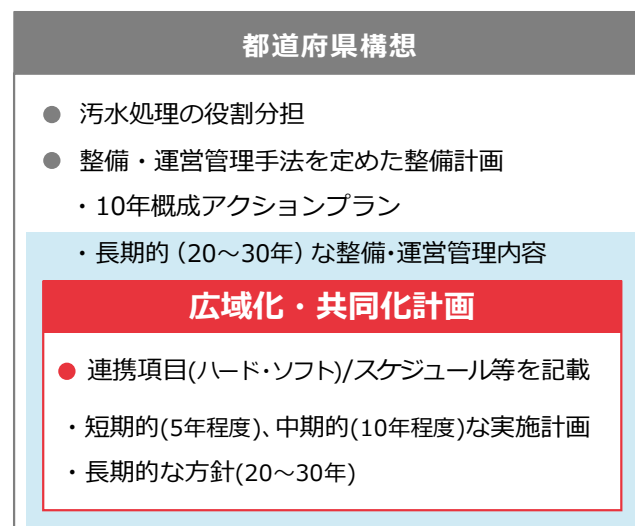 都道府県構想
● 汚水処理の役割分担
● 整備・運営管理手法を定めた整備計画
・10年概成アクションプラン
・長期的（20～30年）な整備・運営管理内容
広域化・共同化計画
● 連携項目(ハード・ソフト)/スケジュール等を記載
・短期的(5年程度)、中期的(10年程度)な実施計画
・長期的な方針(20～30年)